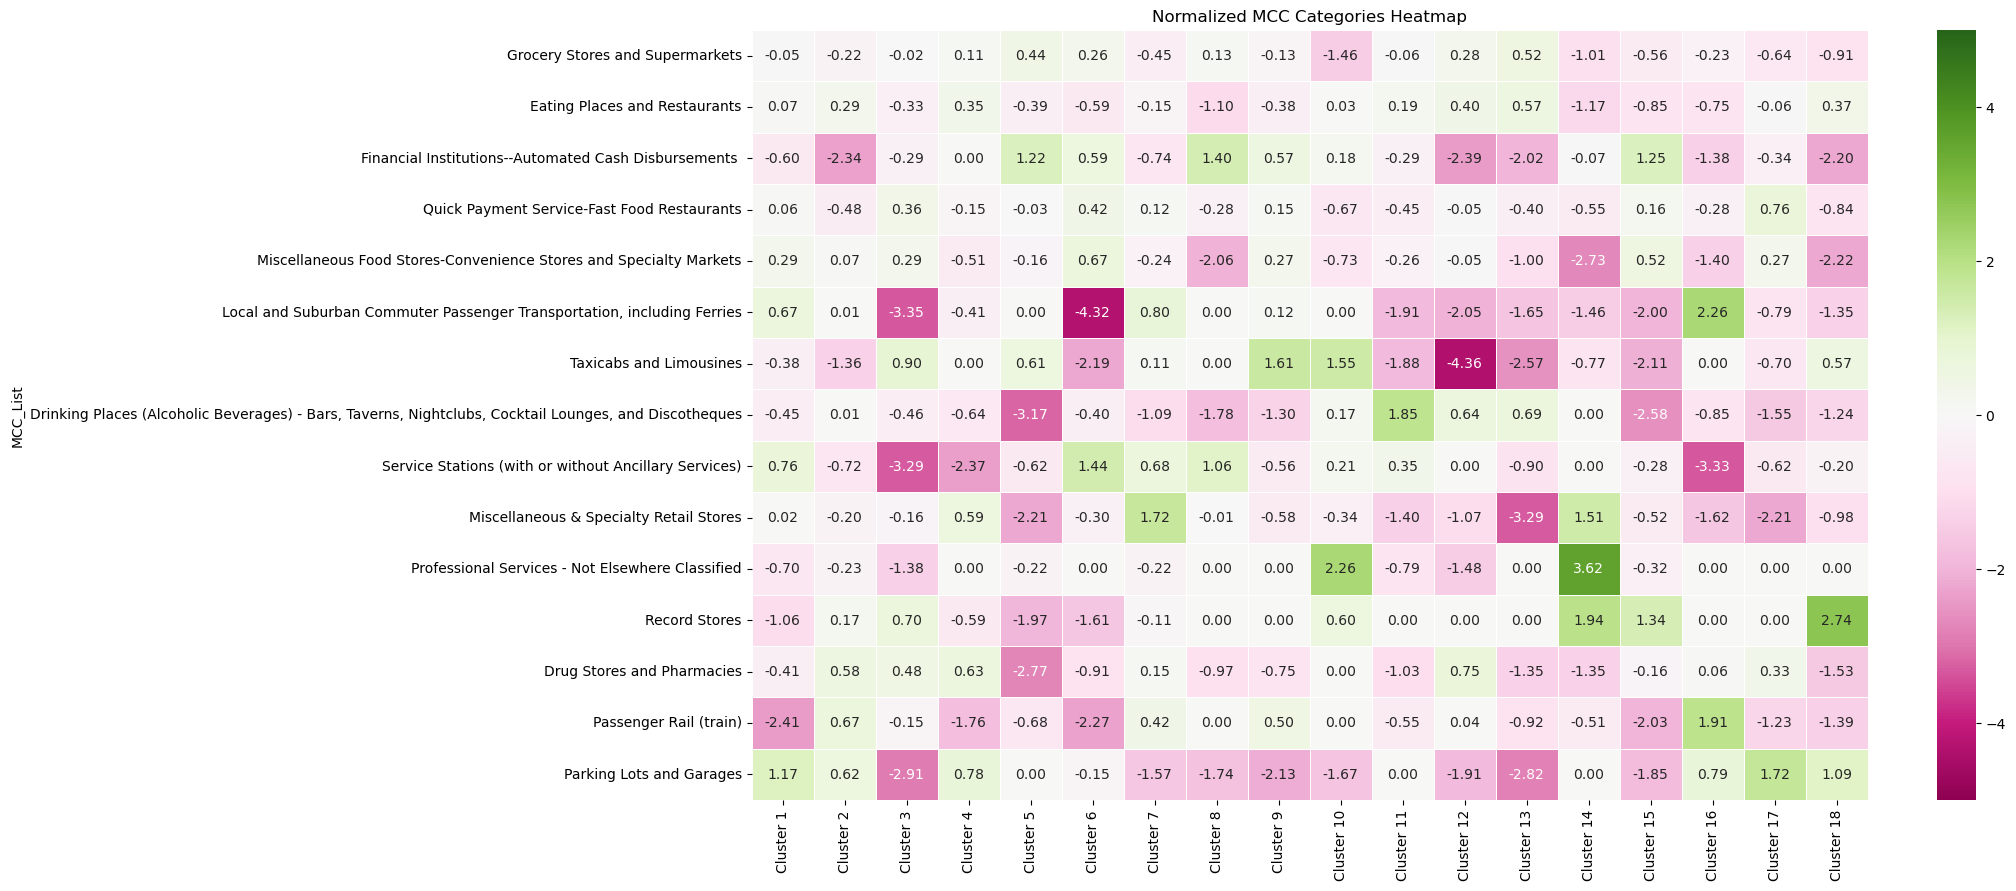 Normalized MCC Categories Heatmap
MCC_List
Grocery Stores and Supermarkets -0.05 -0.22 -0.02 0.11 0.44 0.26 -0.45 0.13 -0.13 -1.46 -0.06 0.28 0.52 -1.01 -0.56 -0.23 -0.64 -0.91
Eating Places and Restaurants 0.07 0.29 -0.33 0.35 -0.39 -0.59 -0.15 -1.10 -0.38 0.03 0.19 0.40 0.57 -1.17 -0.85 -0.75 -0.06 0.37
Financial Institutions--Automated Cash Disbursements -0.60 -2.34 -0.29 0.00 1.22 0.59 -0.74 1.40 0.57 0.18 -0.29 -2.39 -2.02 -0.07 1.25 -1.38 -0.34 -2.20
Quick Payment Service-Fast Food Restaurants 0.06 -0.48 0.36 -0.15 -0.03 0.42 0.12 -0.28 0.15 -0.67 -0.45 -0.05 -0.40 -0.55 0.16 -0.28 0.76 -0.84
Miscellaneous Food Stores-Convenience Stores and Specialty Markets 0.29 0.07 0.29 -0.51 -0.16 0.67 -0.24 -2.06 0.27 -0.73 -0.26 -0.05 -1.00 -2.73 0.52 -1.40 0.27 -2.22
Local and Suburban Commuter Passenger Transportation, including Ferries 0.67 0.01 -3.35 -0.41 0.00 -4.32 0.80 0.00 0.12 0.00 -1.91 -2.05 -1.65 -1.46 -2.00 2.26 -0.79 -1.35
Taxicabs and Limousines -0.38 -1.36 0.90 0.00 0.61 -2.19 0.11 0.00 1.61 1.55 -1.88 -4.36 -2.57 -0.77 -2.11 0.00 -0.70 0.57
Drinking Places (Alcoholic Beverages) - Bars, Taverns, Nightclubs, Cocktail Lounges, and Discotheques -0.45 0.01 -0.46 -0.64 -3.17 -0.40 -1.09 -1.78 -1.30 0.17 1.85 0.64 0.69 0.00 -2.58 -0.85 -1.55 -1.24
Service Stations (with or without Ancillary Services) 0.76 -0.72 -3.29 -2.37 -0.62 1.44 0.68 1.06 -0.56 0.21 0.35 0.00 -0.90 0.00 -0.28 -3.33 -0.62 -0.20
Miscellaneous & Specialty Retail Stores 0.02 -0.20 -0.16 0.59 -2.21 -0.30 1.72 -0.01 -0.58 -0.34 -1.40 -1.07 -3.29 1.51 -0.52 -1.62 -2.21 -0.98
Professional Services - Not Elsewhere Classified -0.70 -0.23 -1.38 0.00 -0.22 0.00 -0.22 0.00 0.00 2.26 -0.79 -1.48 0.00 3.62 -0.32 0.00 0.00 0.00
Record Stores -1.06 0.17 0.70 -0.59 -1.97 -1.61 -0.11 0.00 0.00 0.60 0.00 0.00 0.00 1.94 1.34 0.00 0.00 2.74
Drug Stores and Pharmacies -0.41 0.58 0.48 0.63 -2.77 -0.91 0.15 -0.97 -0.75 0.00 -1.03 0.75 -1.35 -1.35 -0.16 0.06 0.33 -1.53
Passenger Rail (train) -2.41 0.67 -0.15 -1.76 -0.68 -2.27 0.42 0.00 0.50 0.00 -0.55 0.04 -0.92 -0.51 -2.03 1.91 -1.23 -1.39
Parking Lots and Garages 1.17 0.62 -2.91 0.78 0.00 -0.15 -1.57 -1.74 -2.13 -1.67 0.00 -1.91 -2.82 0.00 -1.85 0.79 1.72 1.09
Cluster 1
Cluster 2
Cluster 3
Cluster 4
Cluster 5
Cluster 6
Cluster 7
Cluster 8
Cluster 9
Cluster 10
Cluster 11
Cluster 12
Cluster 13
Cluster 14
Cluster 15
Cluster 16
Cluster 17
Cluster 18
4
2
0
−2
−4